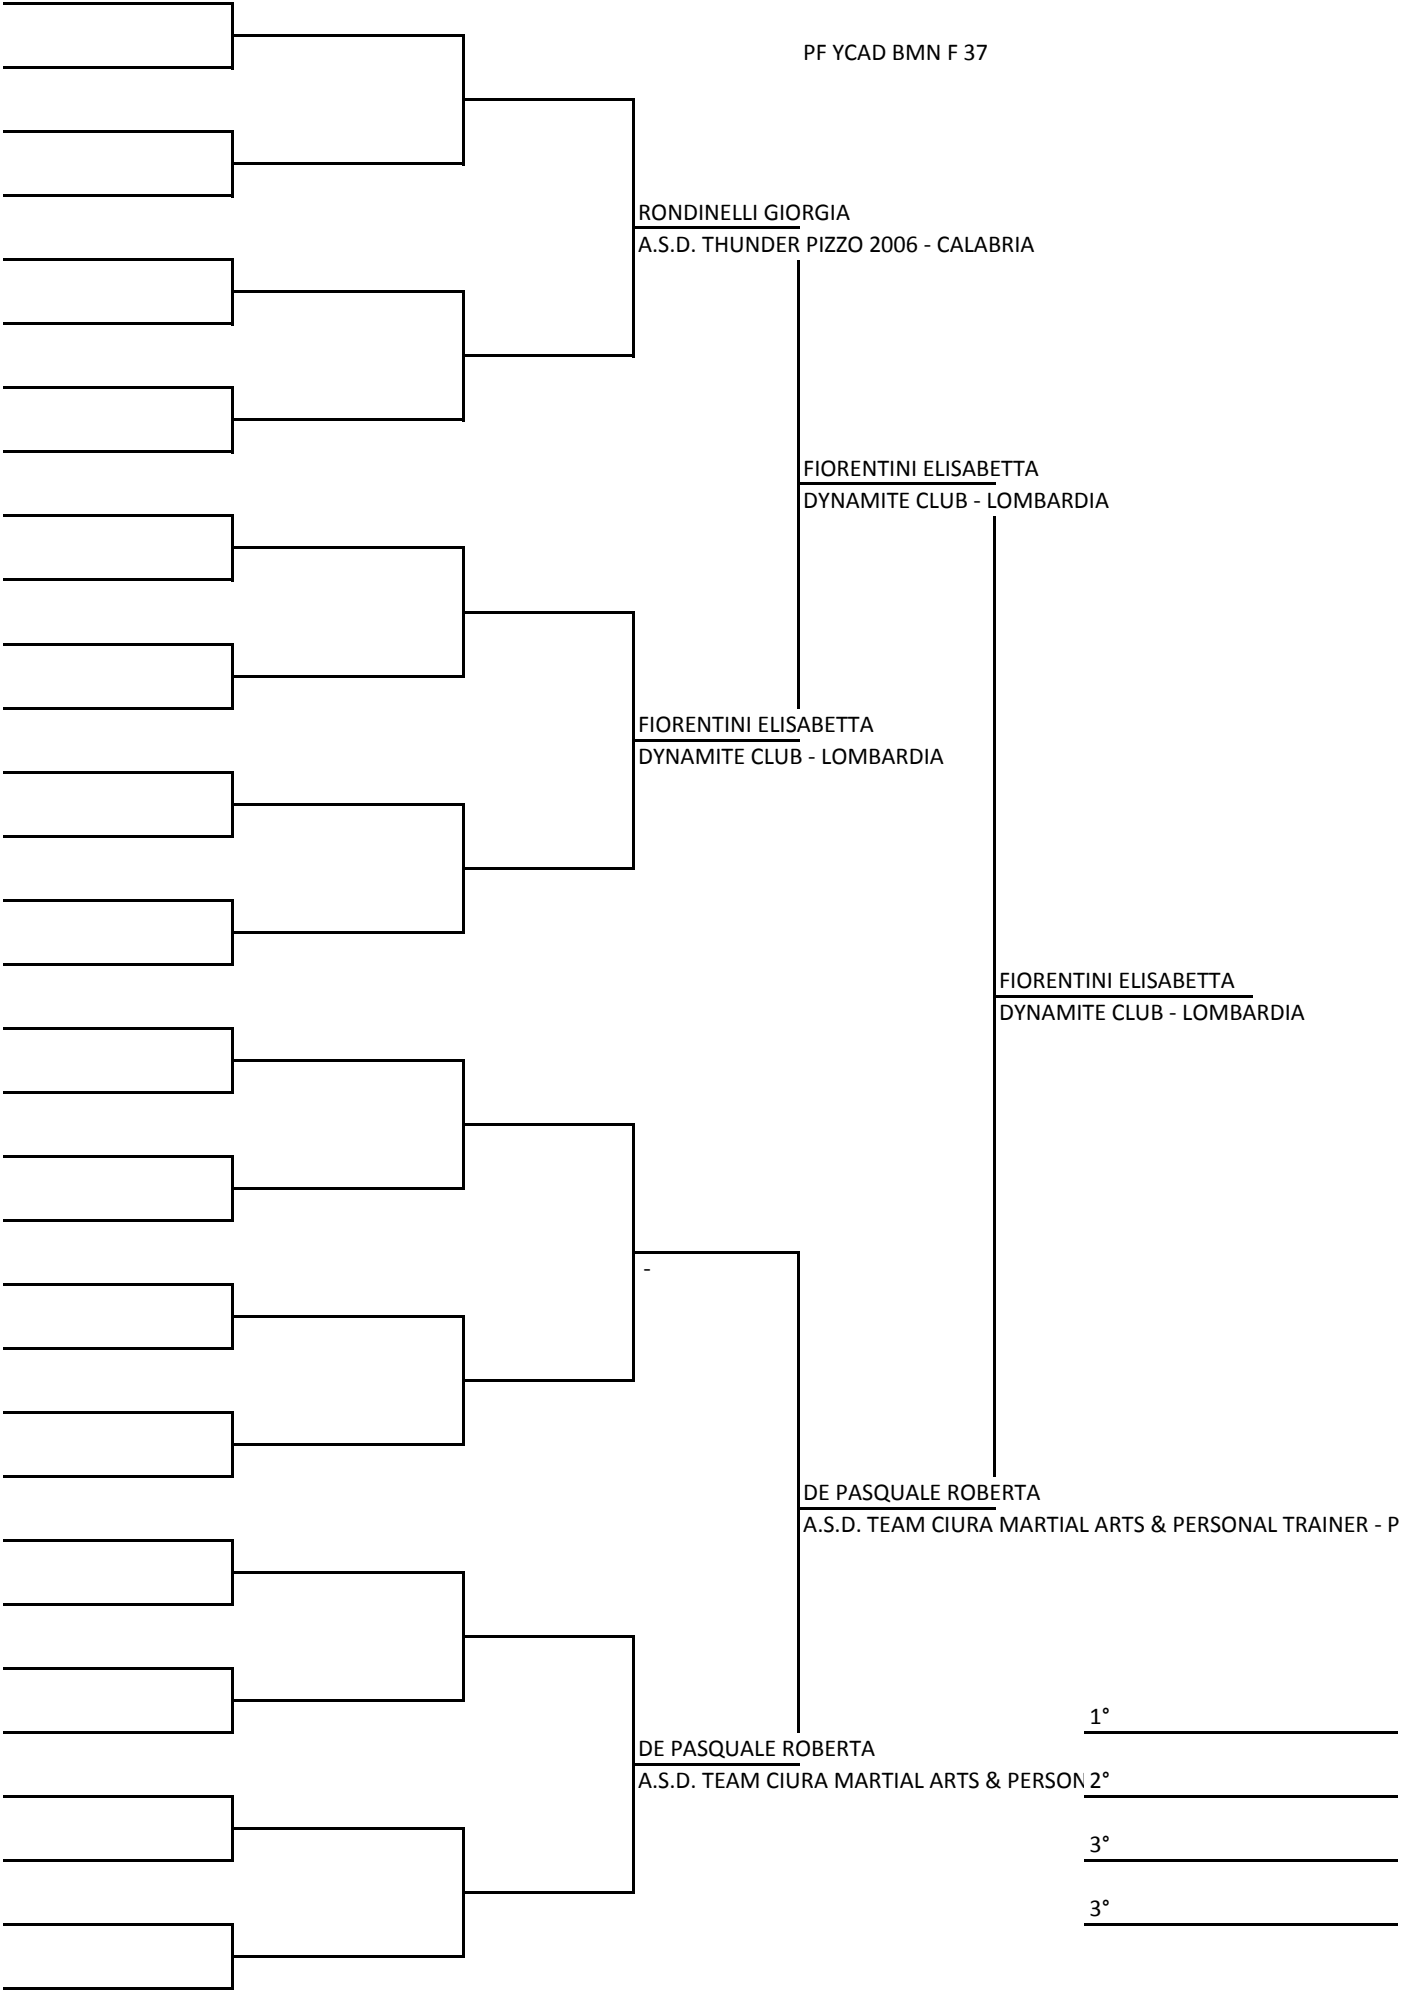 PF YCAD BMN F 37
RONDINELLI GIORGIA
A.S.D. THUNDER PIZZO 2006 - CALABRIA
FIORENTINI ELISABETTA
DYNAMITE CLUB - LOMBARDIA
FIORENTINI ELISABETTA
DYNAMITE CLUB - LOMBARDIA
FIORENTINI ELISABETTA
DYNAMITE CLUB - LOMBARDIA
-
DE PASQUALE ROBERTA
A.S.D. TEAM CIURA MARTIAL ARTS & PERSONAL TRAINER - P
1°
DE PASQUALE ROBERTA
A.S.D. TEAM CIURA MARTIAL ARTS & PERSON
2°
3°
3°